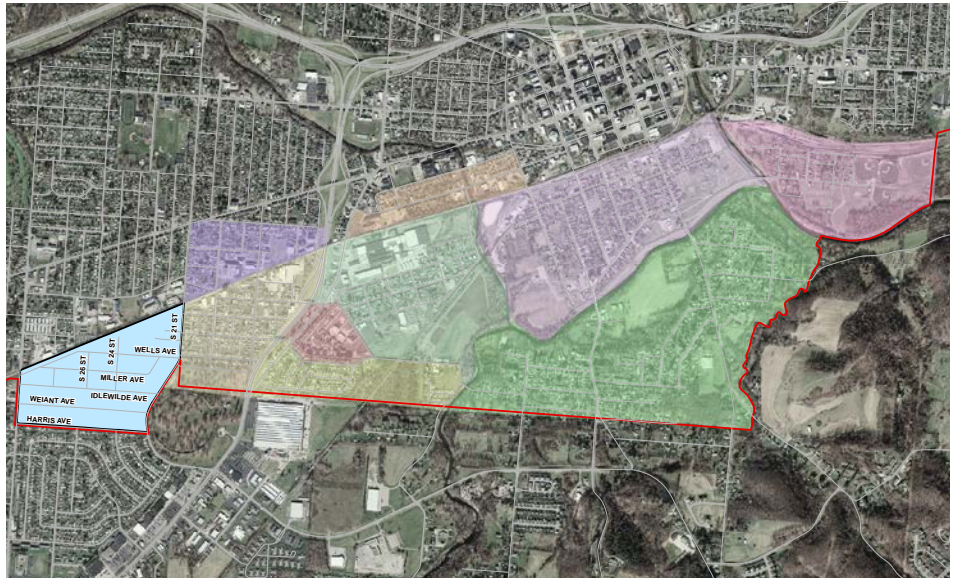 S 21 ST
S 24 ST
WELLS AVE
S 26 ST
MILLER AVE
WEIANT AVE
IDLEWILDE AVE
HARRIS AVE